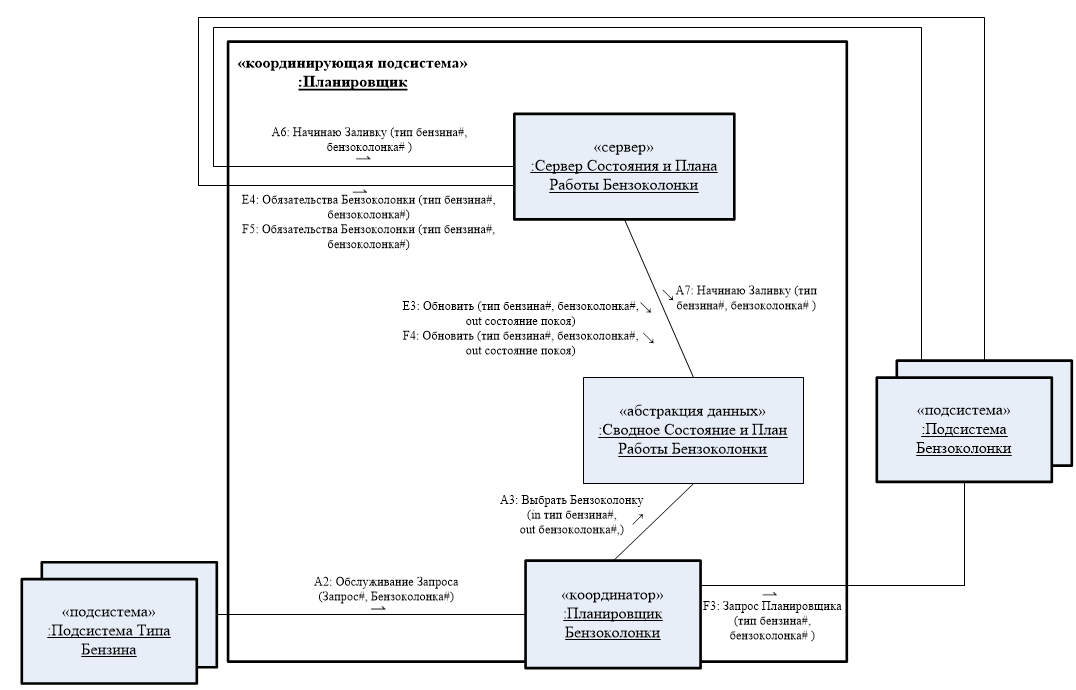 «координирующая подсистема»
:Планировщик
A6: Начинаю Заливку (тип бензина#,
бензоколонка# )
«сервер»
:Сервер Состояния и Плана
Работы Бензоколонки
E4: Обязательства Бензоколонки (тип бензина#,
бензоколонка#)
F5: Обязательства Бензоколонки (тип бензина#,
бензоколонка#)
A7: Начинаю Заливку (тип
бензина#, бензоколонка# )
E3: Обновить (тип бензина#, бензоколонка#,
out состояние покоя)
F4: Обновить (тип бензина#, бензоколонка#,
out состояние покоя)
«абстракция данных»
:Сводное Состояние и План
Работы Бензоколонки
«подсистема»
:Подсистема
Бензоколонки
A3: Выбрать Бензоколонку
(in тип бензина#,
out бензоколонка#,)
A2: Обслуживание Запроса
(Запрос#, Бензоколонка#)
«координатор»
:Планировщик
Бензоколонки
F3: Запрос Планировщика
(тип бензина#,
бензоколонка# )
«подсистема»
:Подсистема Типа
Бензина